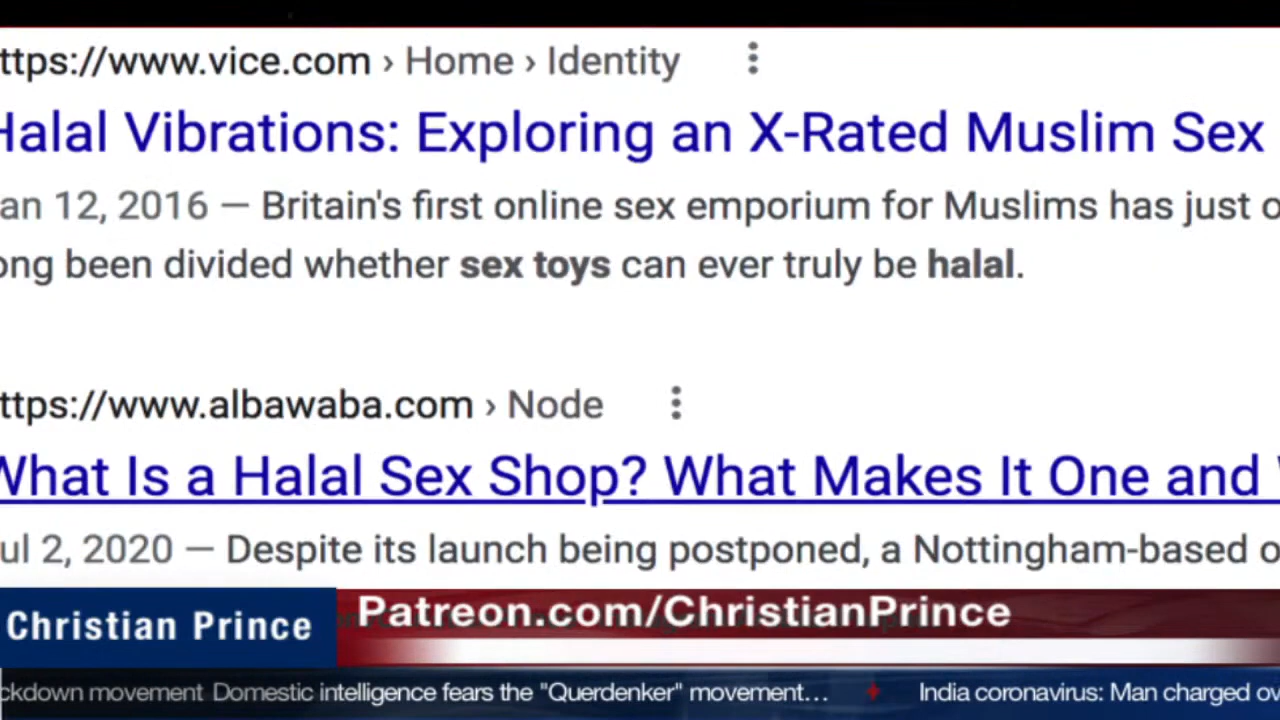 ttps://www.vice.com › Home › Identity
Halal Vibrations: Exploring an X-Rated Muslim Sex
an 12, 2016 — Britain's first online sex emporium for Muslims has just o
ong been divided whether sex toys can ever truly be halal.
ttps://www.albawaba.com › Node
What Is a Halal Sex Shop? What Makes It One and
ul 2, 2020 — Despite its launch being postponed, a Nottingham-based o
Christian Prince
Patreon.com/ChristianPrince
ckdown movement Domestic intelligence fears the "Querdenker" movement... India coronavirus: Man charged ov